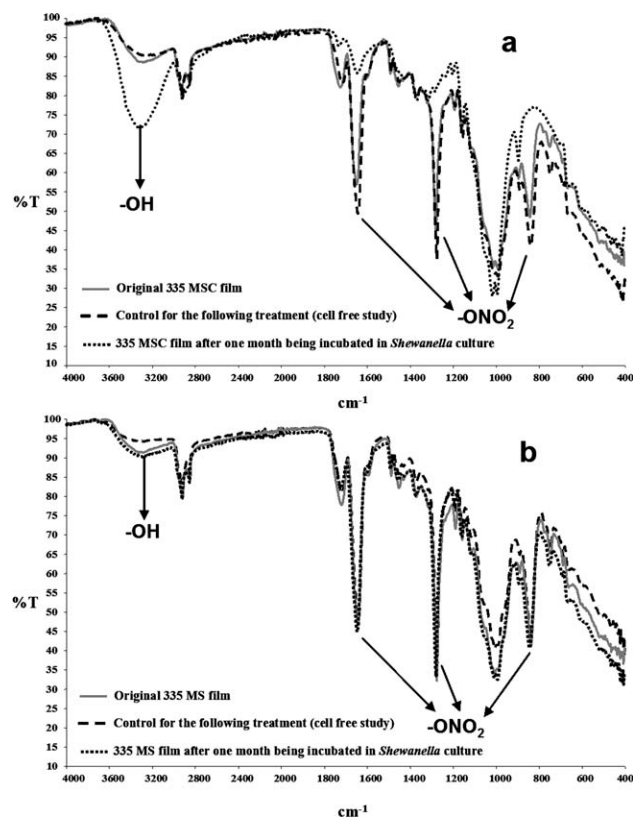 a
100
95
90
85
80
75
70
65
60
55
50
45
40
35
30
25
20
15
10
%T
-OH
-ONO2
Original 335 MSC film
Control for the following treatment (cell free study)
335 MSC film after one month being incubated in Shewanella culture
4000 3600 3200 2800 2400 2000 1600 1200 1000 800 600 400
cm-1
b
100
95
90
85
80
75
70
65
60
55
50
45
40
35
30
25
20
15
10
%T
-OH
-ONO2
Original 335 MS film
Control for the following treatment (cell free study)
335 MS film after one month being incubated in Shewanella culture
4000 3600 3200 2800 2400 2000 1600 1200 1000 800 600 400
cm-1